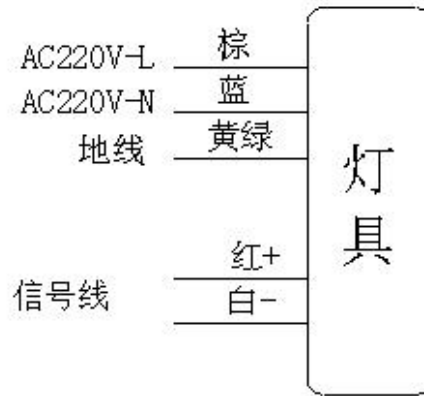 AC220V-L 棕
AC220V-N 蓝
地线 黄绿
灯具
红+
信号线 白-